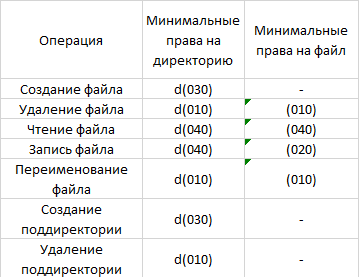 Операция
Минимальные
права на
директорию
Минимальные
права на файл
Создание файла d(030) -
Удаление файла d(010) (010)
Чтение файла d(040) (040)
Запись файла d(040) (020)
Переименование
файла
d(010) (010)
Создание
поддиректории
d(030) -
Удаление
поддиректории
d(010) -